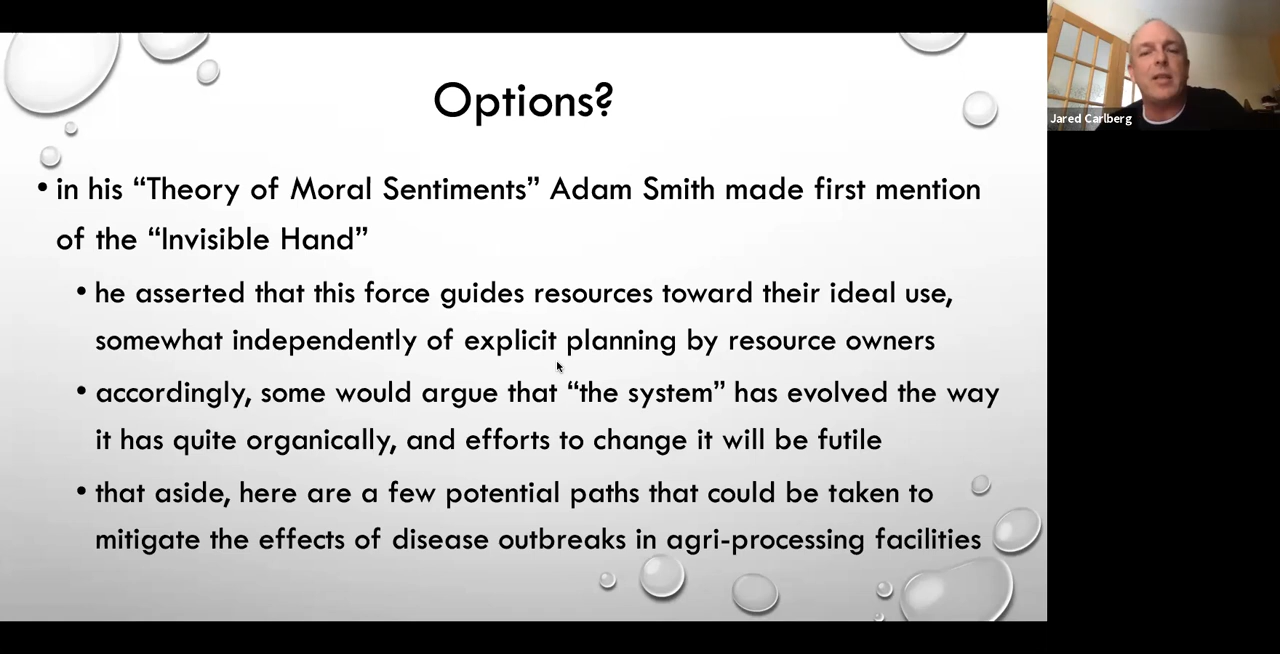 Options?
• in his “Theory of Moral Sentiments” Adam Smith made first mention
of the “Invisible Hand”
• he asserted that this force guides resources toward their ideal use,
somewhat independently of explicit planning by resource owners
• accordingly, some would argue that “the system” has evolved the way
it has quite organically, and efforts to change it will be futile
• that aside, here are a few potential paths that could be taken to
mitigate the effects of disease outbreaks in agri-processing facilities
Jared Carlberg